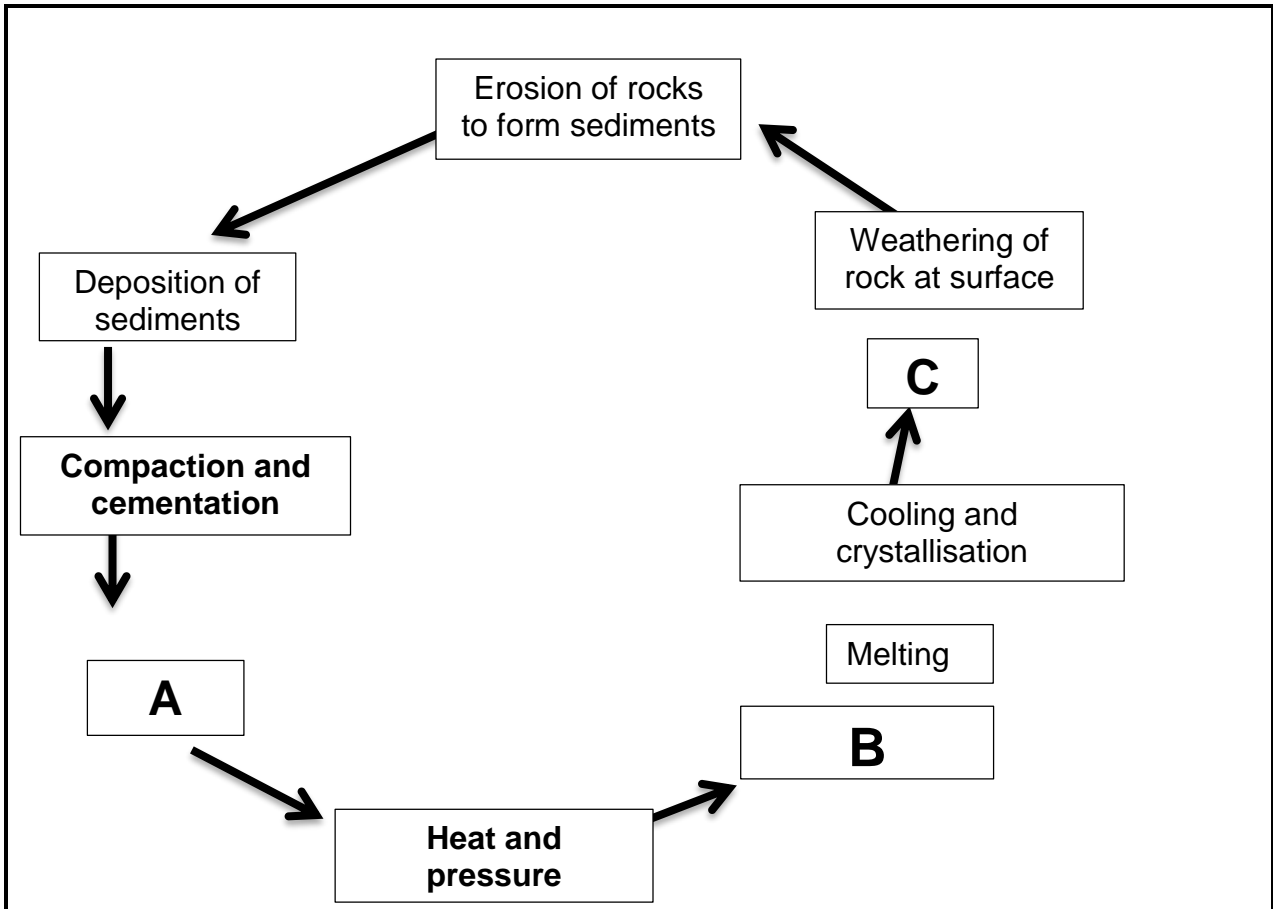 Erosion of rocks
to form sediments
Weathering of
rock at surface
Deposition of
sediments
C
Compaction and
cementation
Cooling and
crystallisation
Melting
A
B
Heat and
pressure